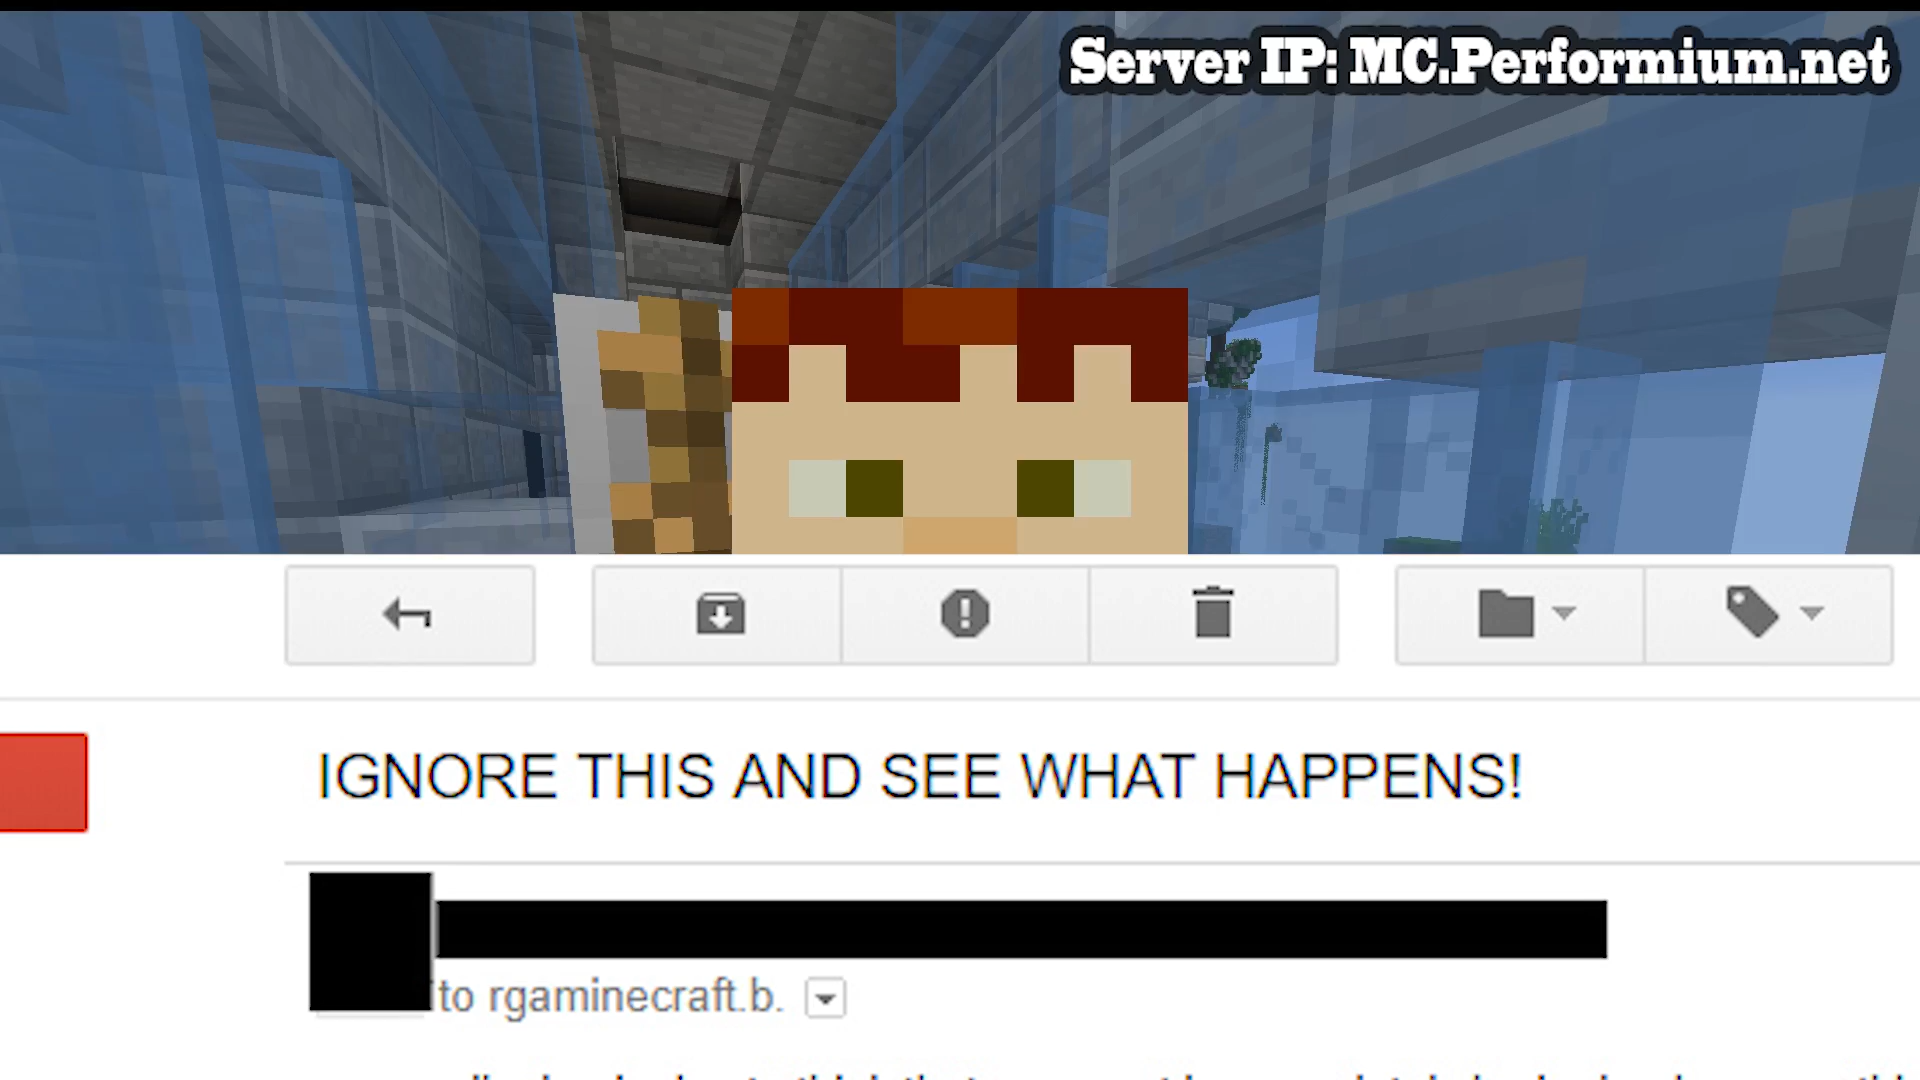 Server IP: MC.Performium.net
IGNORE THIS AND SEE WHAT HAPPENS!
to rgaminecraft.b.